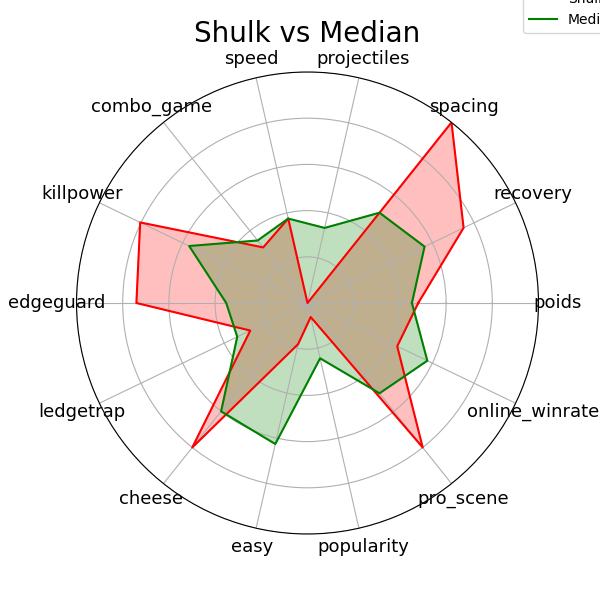 Shulk vs Median
speed
projectiles
combo_game
spacing
killpower
recovery
edgeguard
poids
ledgetrap
online_winrate
cheese
pro_scene
easy
popularity